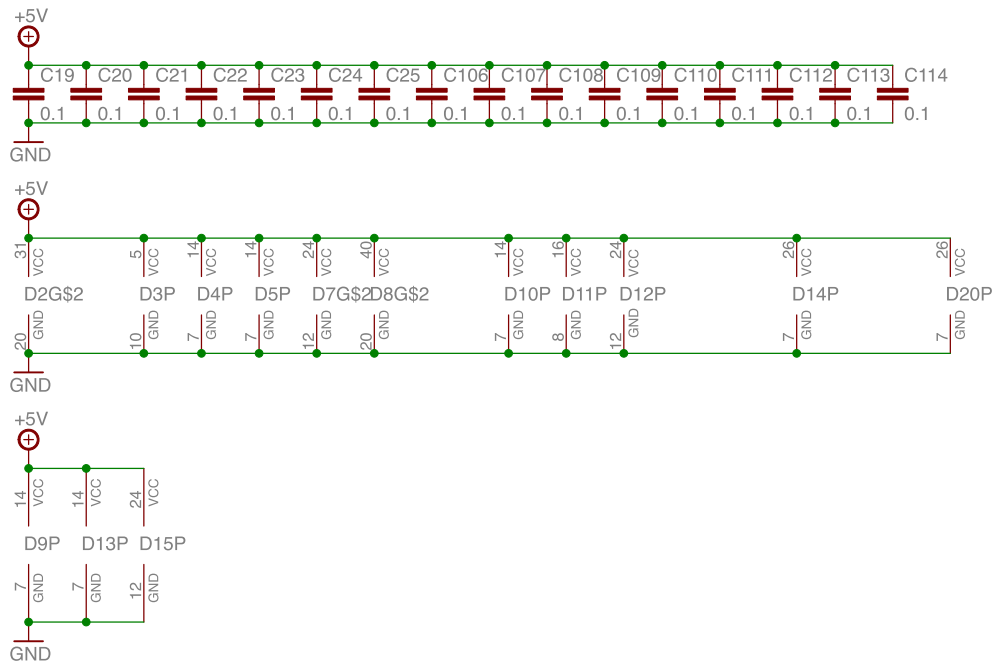 +5V
C19 C20 C21 C22 C23 C24 C25 C106 C107 C108 C109 C110 C111 C112 C113 C114
0.1 0.1 0.1 0.1 0.1 0.1 0.1 0.1 0.1 0.1 0.1 0.1 0.1 0.1 0.1 0.1
GND
+5V
31 VCC 5 VCC 14 VCC 14 VCC 24 VCC 40 VCC 14 VCC 16 VCC 24 VCC 26 VCC 26 VCC
D2G$2 D3P D4P D5P D7G$2 D8G$2 D10P D11P D12P D14P D20P
20 GND 10 GND 7 GND 7 GND 12 GND 20 GND 7 GND 8 GND 12 GND 7 GND 7 GND
GND
+5V
14 VCC 14 VCC 24 VCC
D9P D13P D15P
7 GND 7 GND 12 GND
GND